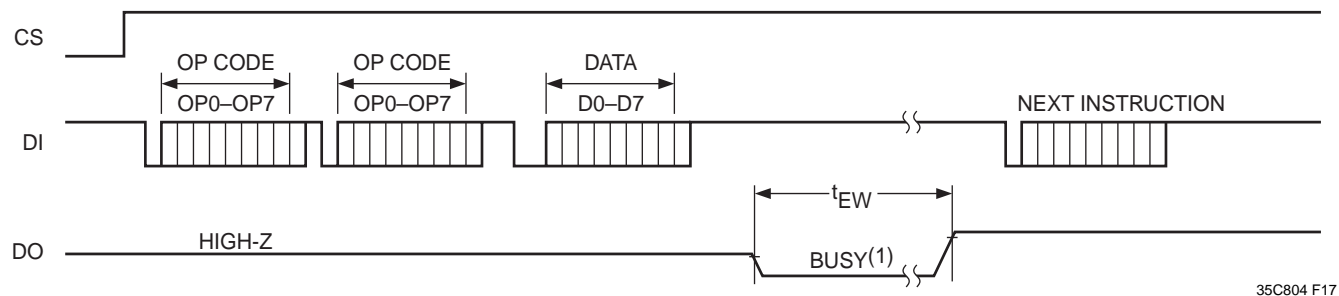 CS
OP CODE
OP0–OP7
OP CODE
OP0–OP7
DATA
D0–D7
NEXT INSTRUCTION
DI
tEW
DO
HIGH-Z
BUSY(1)
35C804 F17